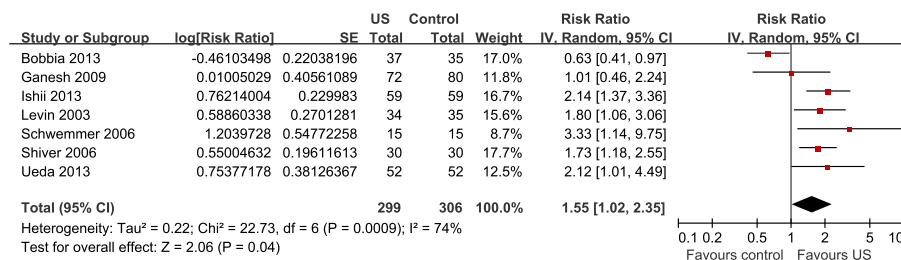 US Control Risk Ratio Risk Ratio
Study or Subgroup log[Risk Ratio] SE Total Total Weight IV, Random, 95% CI IV, Random, 95% CI
Bobbia 2013 -0.46103498 0.22038196 37 35 17.0% 0.63 [0.41, 0.97]
Ganesh 2009 0.01005029 0.40561089 72 80 11.8% 1.01 [0.46, 2.24]
Ishii 2013 0.76214004 0.229983 59 59 16.7% 2.14 [1.37, 3.36]
Levin 2003 0.58860338 0.2701281 34 35 15.6% 1.80 [1.06, 3.06]
Schwemmer 2006 1.2039728 0.54772258 15 15 8.7% 3.33 [1.14, 9.75]
Shiver 2006 0.55004632 0.19611613 30 30 17.7% 1.73 [1.18, 2.55]
Ueda 2013 0.75377178 0.38126367 52 52 12.5% 2.12 [1.01, 4.49]
Total (95% CI) 299 306 100.0% 1.55 [1.02, 2.35]
Heterogeneity: Tau² = 0.22; Chi² = 22.73, df = 6 (P = 0.0009); I² = 74%
Test for overall effect: Z = 2.06 (P = 0.04)
0.1 0.2 0.5 1 2 5 10
Favours control Favours US